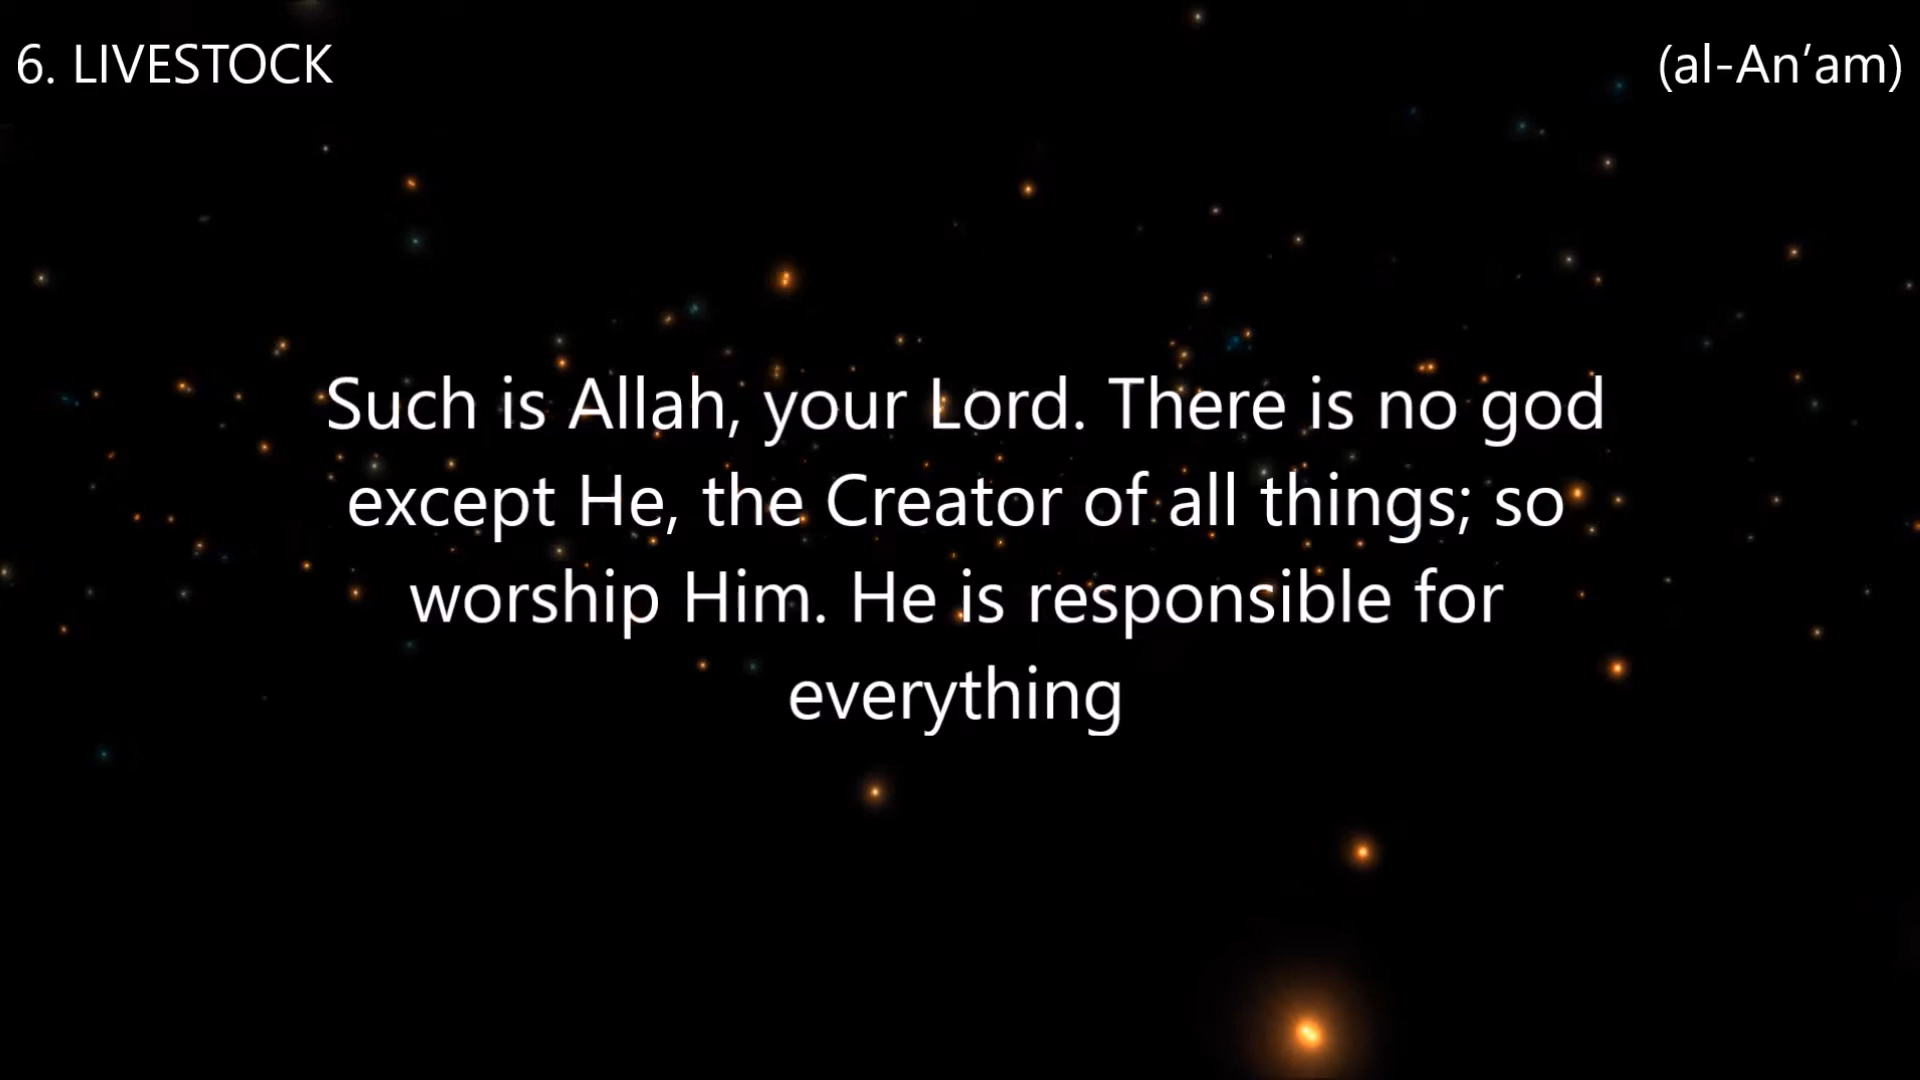 6. LIVESTOCK
(al-An’am)
Such is Allah, your Lord. There is no god
except He, the Creator of all things; so
worship Him. He is responsible for
everything